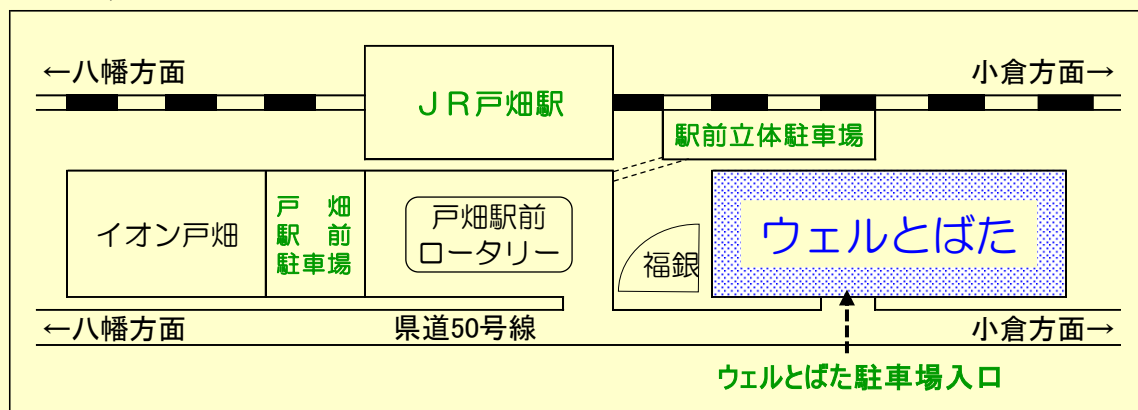 ←八幡方面
小倉方面→
ＪＲ戸畑駅
駅前立体駐車場
イオン戸畑
戸　畑
駅　前
駐車場
戸畑駅前
ロータリー
福銀
ウェルとばた
←八幡方面
県道50号線
小倉方面→
ウェルとばた駐車場入口